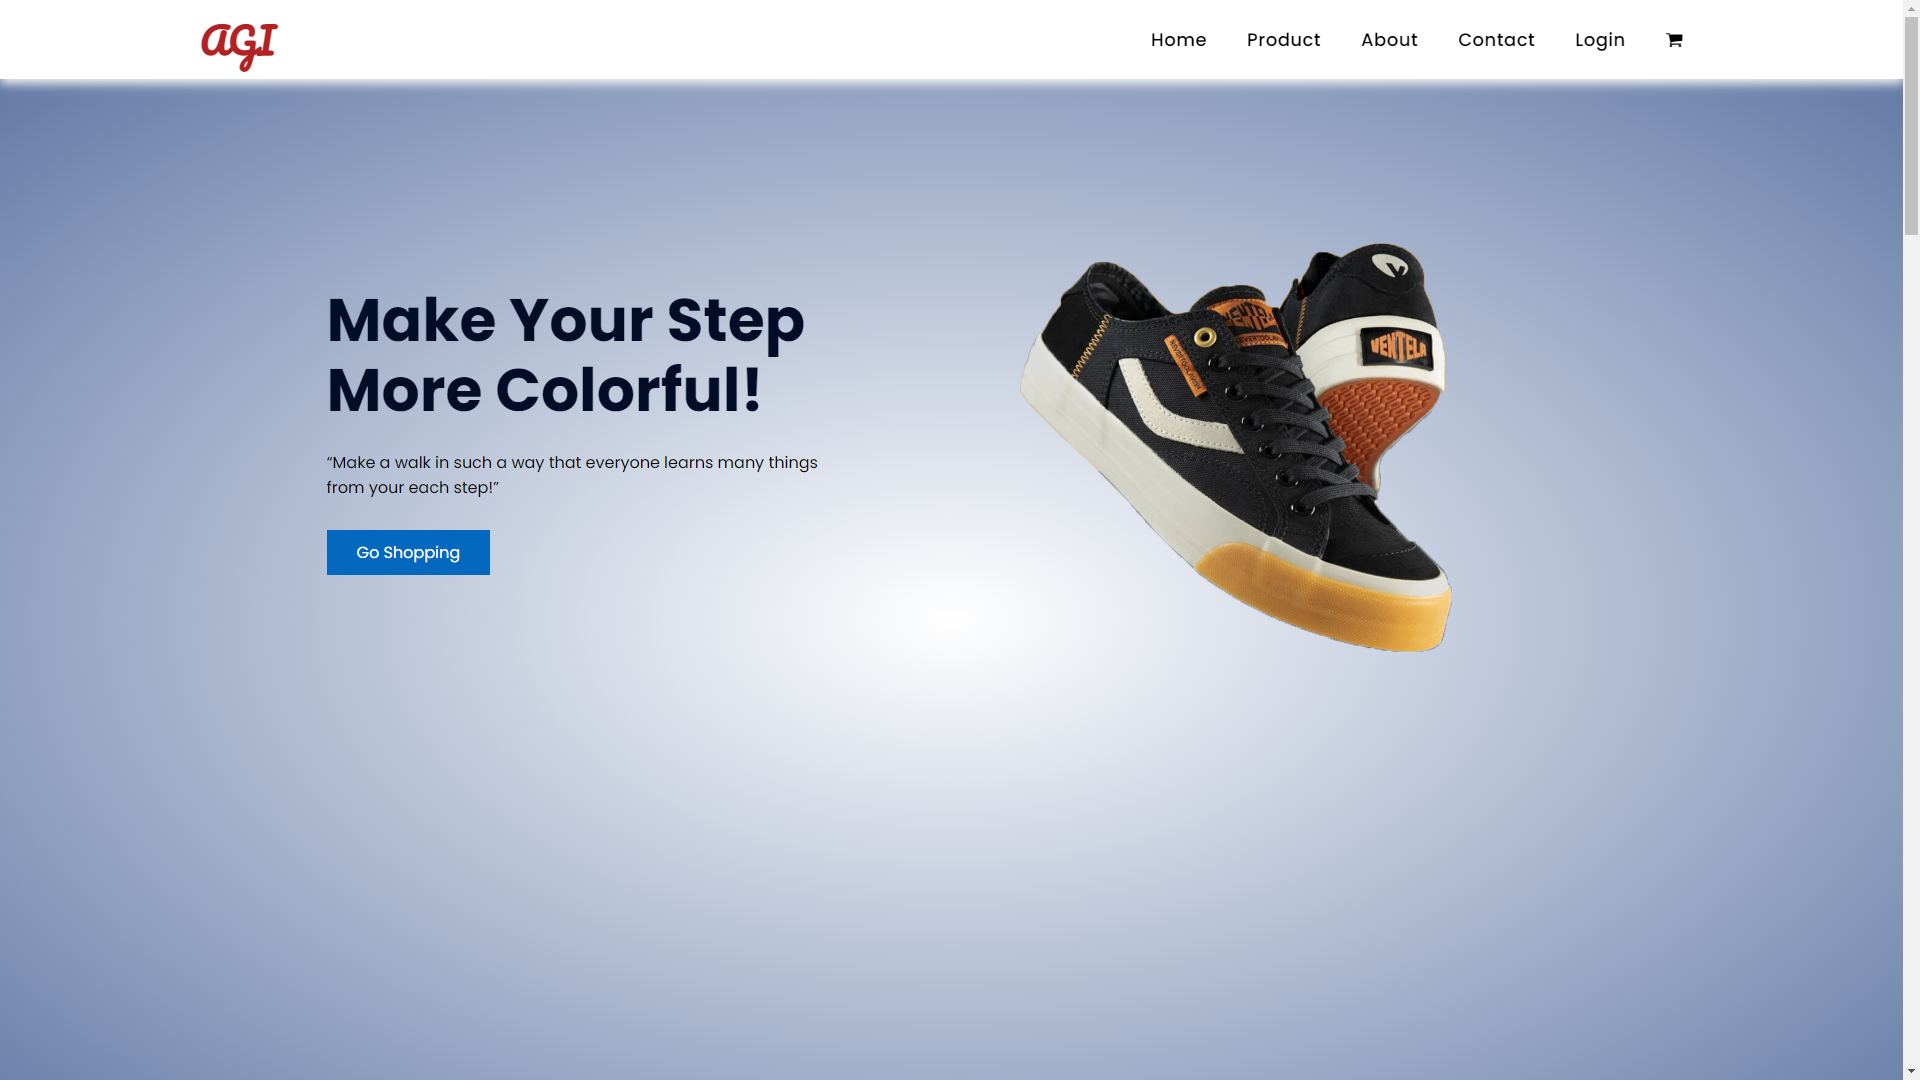 AGI
Home Product About Contact Login
Make Your Step
More Colorful!
“Make a walk in such a way that everyone learns many things
from your each step!”
Go Shopping
VENTELA